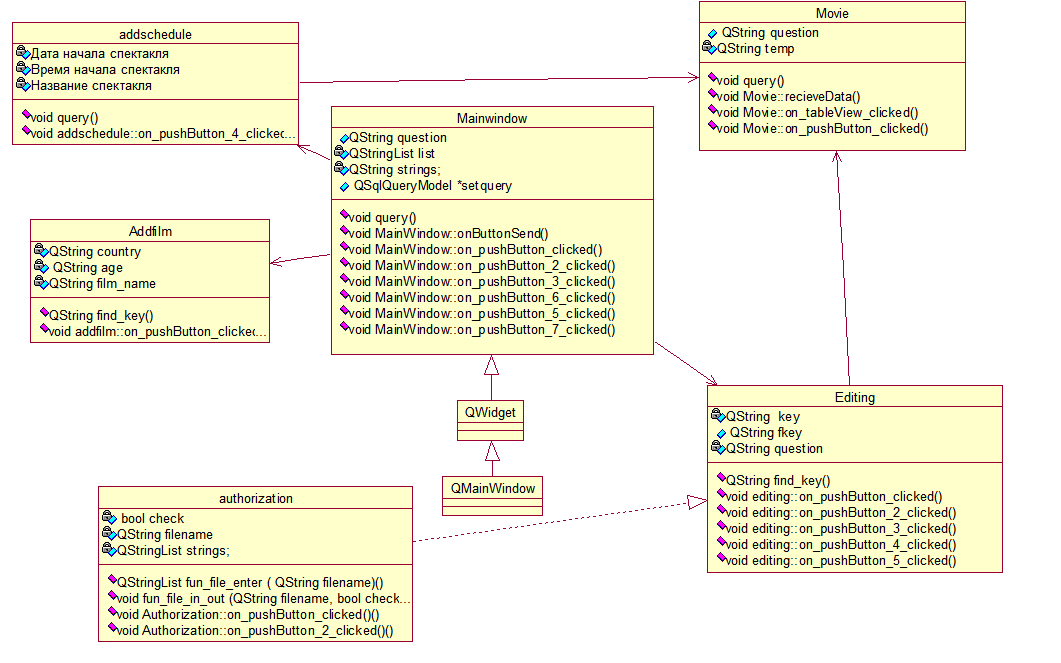 addschedule
Дата начала спектакля
Время начала спектакля
Название спектакля
void query()
void addschedule::on_pushButton_4_clicked...
Movie
QString question
QString temp
void query()
void Movie::recieveData()
void Movie::on_tableView_clicked()
void Movie::on_pushButton_clicked()
Mainwindow
QString question
QStringList list
QString strings;
QSqlQueryModel *setquery
void query()
void MainWindow::onButtonSend()
void MainWindow::on_pushButton_clicked()
void MainWindow::on_pushButton_2_clicked()
void MainWindow::on_pushButton_3_clicked()
void MainWindow::on_pushButton_6_clicked()
void MainWindow::on_pushButton_5_clicked()
void MainWindow::on_pushButton_7_clicked()
Addfilm
QString country
QString age
QString film_name
QString find_key()
void addfilm::on_pushButton_clicked...
QWidget
QMainWindow
Editing
QString key
QString fkey
QString question
QString find_key()
void editing::on_pushButton_clicked()
void editing::on_pushButton_2_clicked()
void editing::on_pushButton_3_clicked()
void editing::on_pushButton_4_clicked()
void editing::on_pushButton_5_clicked()
authorization
bool check
QString filename
QStringList strings;
QStringList fun_file_enter ( QString filename)()
void fun_file_in_out (QString filename, bool check...
void Authorization::on_pushButton_clicked()()
void Authorization::on_pushButton_2_clicked()()